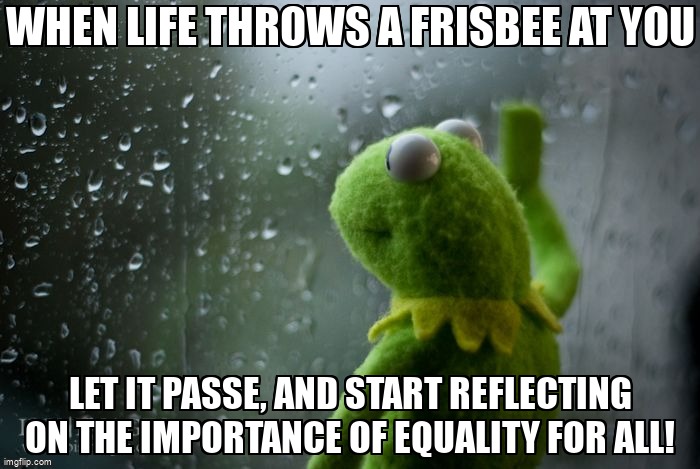 WHEN LIFE THROWS A FRISBEE AT YOU
LET IT PASSE, AND START REFLECTING
ON THE IMPORTANCE OF EQUALITY FOR ALL!
imgflip.com